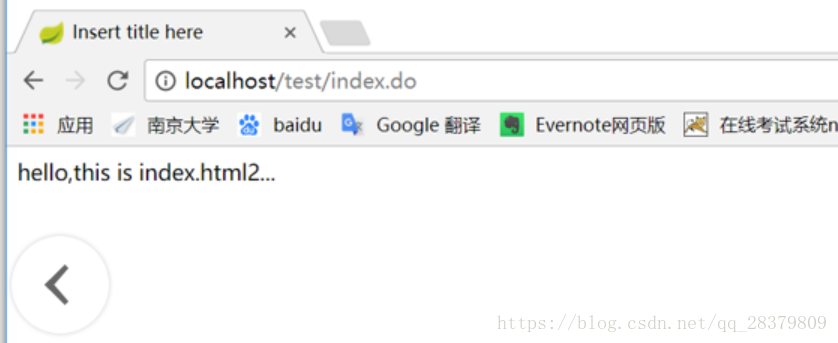 Insert title here
localhost/test/index.do
应用 南京大学 baidu Google 翻译 Evernote网页版 在线考试系统n
hello,this is index.html2...
https://blog.csdn.net/qq_28379809